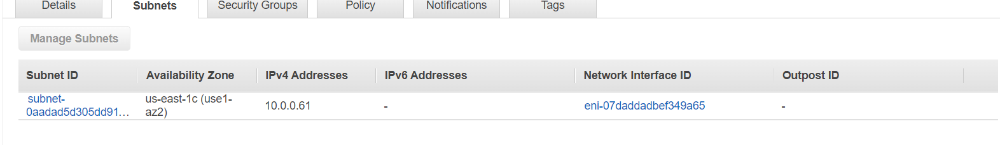 Details Subnets Security Groups Policy Notifications Tags
Manage Subnets
Subnet ID Availability Zone IPv4 Addresses IPv6 Addresses Network Interface ID Outpost ID
subnet- us-east-1c (use1-
0aadad5d305dd91... az2) 10.0.0.61 - eni-07daddadbef349a65 -